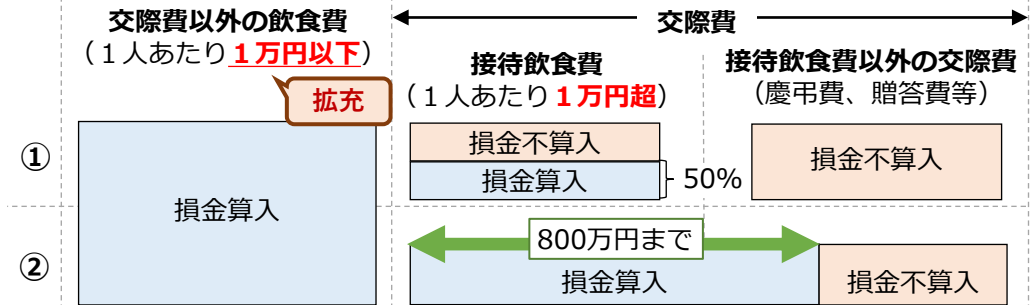 交際費以外の飲食費
（１人あたり１万円以下）
拡充
交際費
接待飲食費
（１人あたり１万円超）
接待飲食費以外の交際費
（慶弔費、贈答費等）
①
損金算入
損金不算入
損金算入
50%
損金不算入
②
800万円まで
損金算入
損金不算入